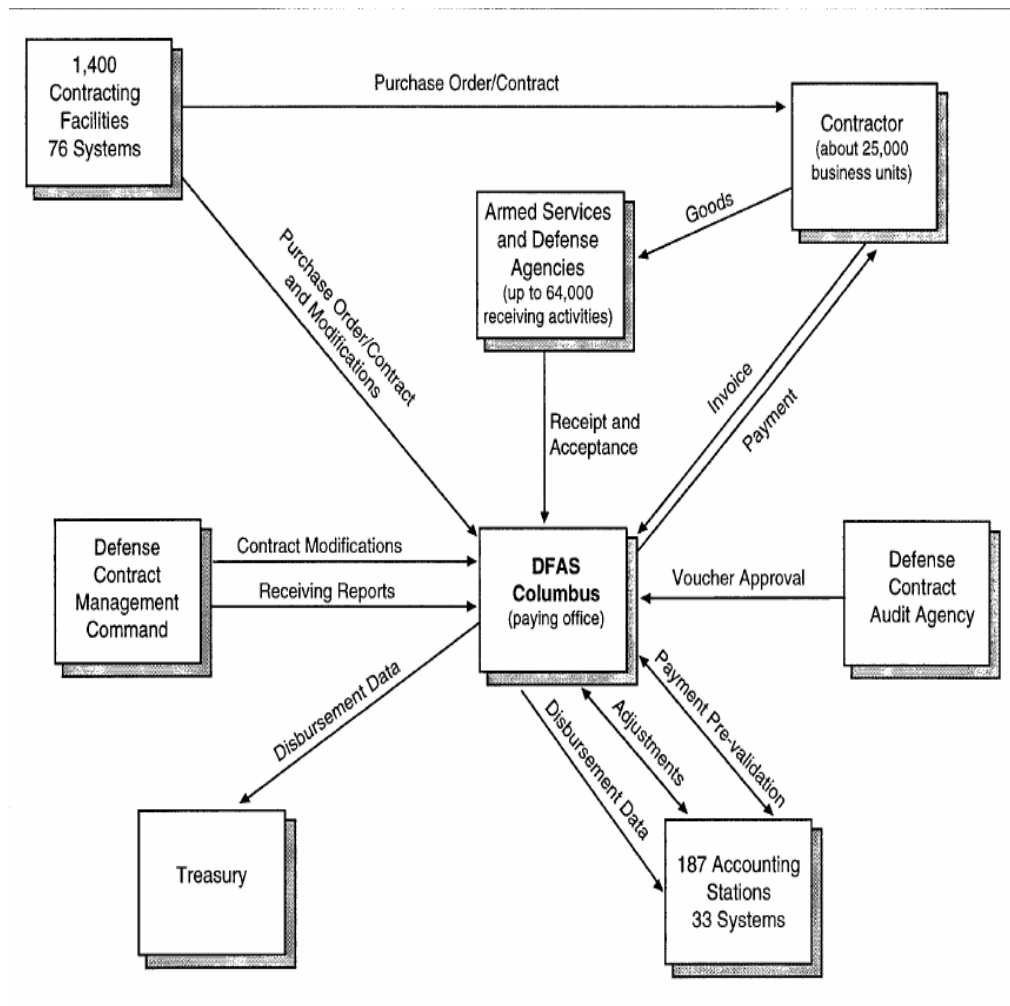 1,400
Contracting
Facilities
76 Systems
Purchase Order/Contract
Contractor
(about 25,000
business units)
Goods
Armed Services
and Defense
Agencies
(up to 64,000
receiving activities)
Purchase Order/Contract
and Modifications
Receipt and
Acceptance
Invoice
Payment
Defense
Contract
Management
Command
Contract Modifications
Receiving Reports
DFAS
Columbus
(paying office)
Voucher Approval
Defense
Contract
Audit Agency
Disbursement Data
Adjustments
Payment Pre-validation
Disbursement Data
Treasury
187 Accounting
Stations
33 Systems